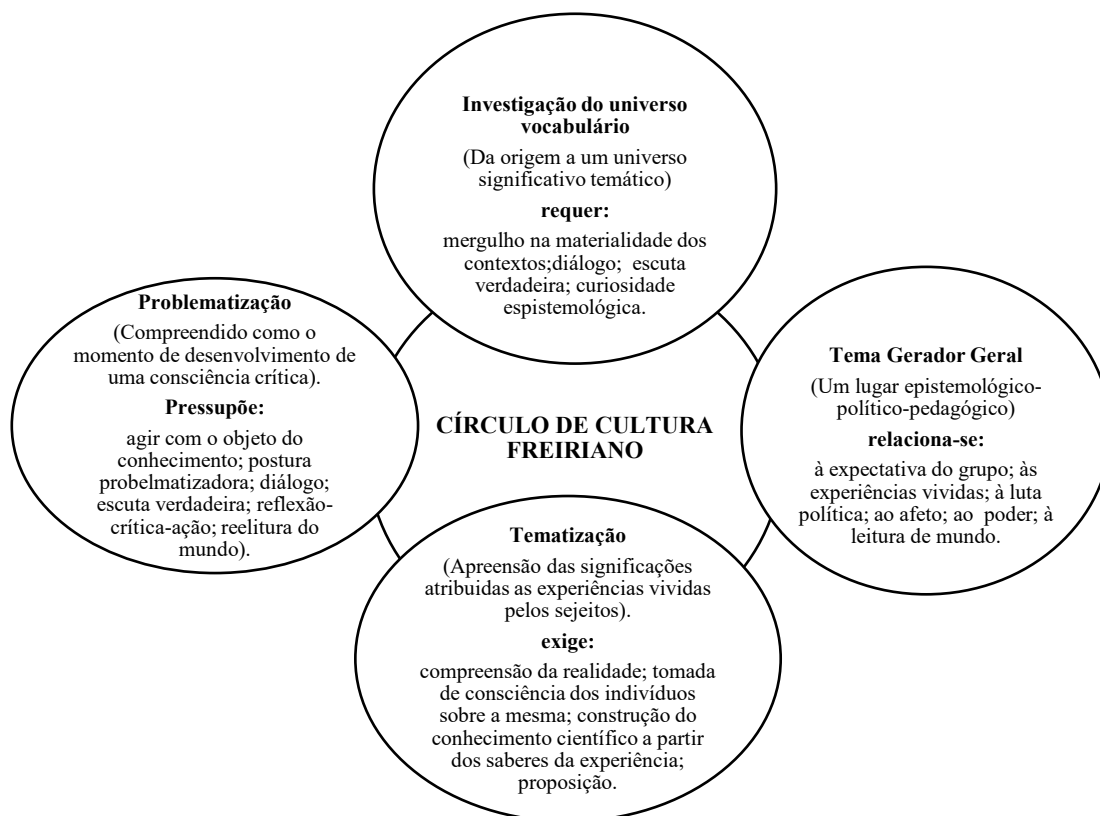 Investigação do universo
vocabulário
(Da origem a um universo
significativo temático)
requer:
mergulho na materialidade dos
contextos;diálogo; escuta
verdadeira; curiosidade
espistemológica.
Problematização
(Compreendido como o
momento de desenvolvimento de
uma consciência crítica).
Pressupõe:
agir com o objeto do
conhecimento; postura
probelmatizadora; diálogo;
escuta verdadeira; reflexão-
crítica-ação; reelitura do
mundo).
CÍRCULO DE CULTURA
FREIRIANO
Tema Gerador Geral
(Um lugar epistemológico-
político-pedagógico)
relaciona-se:
à expectativa do grupo; às
experiências vividas; à luta
política; ao afeto; ao poder; à
leitura de mundo.
Tematização
(Apreensão das significações
atribuidas as experiências vividas
pelos sejeitos).
exige:
compreensão da realidade; tomada
de consciência dos indivíduos
sobre a mesma; construção do
conhecimento científico a partir
dos saberes da experiência;
proposição.